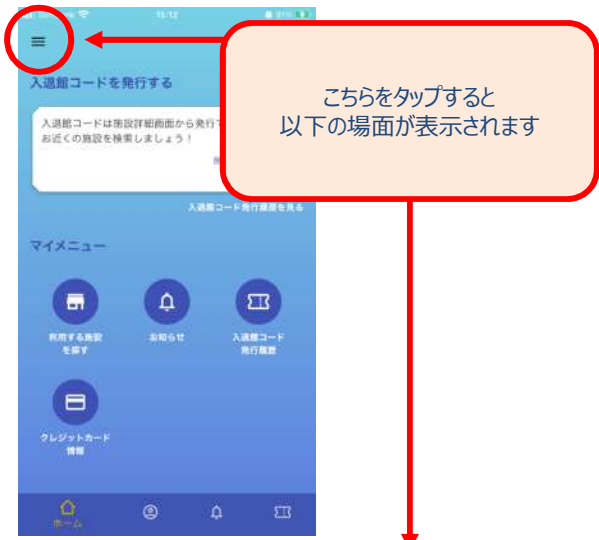 15:12
入退館コードを発行する
入退館コードは施設詳細画面から発行
お近くの施設を検索しましょう！
入退館コード発行履歴を見る
こちらをタップすると
以下の場面が表示されます
マイメニュー
利用する施設
を探す
お知らせ
入退館コード
発行履歴
クレジットカード
情報
ホーム